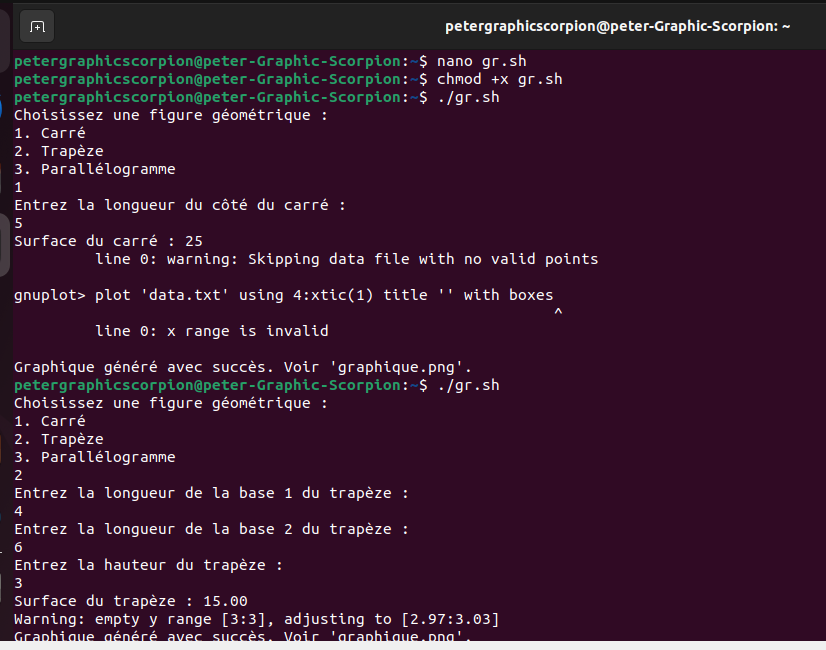 petergraphicscorpion@peter-Graphic-Scorpion: ~
petergraphicscorpion@peter-Graphic-Scorpion:~$ nano gr.sh
petergraphicscorpion@peter-Graphic-Scorpion:~$ chmod +x gr.sh
petergraphicscorpion@peter-Graphic-Scorpion:~$ ./gr.sh
Choisissez une figure géométrique :
1. Carré
2. Trapèze
3. Parallélogramme
1
Entrez la longueur du côté du carré :
5
Surface du carré : 25
line 0: warning: Skipping data file with no valid points
gnuplot> plot 'data.txt' using 4:xtic(1) title '' with boxes
^
line 0: x range is invalid
Graphique généré avec succès. Voir 'graphique.png'.
petergraphicscorpion@peter-Graphic-Scorpion:~$ ./gr.sh
Choisissez une figure géométrique :
1. Carré
2. Trapèze
3. Parallélogramme
2
Entrez la longueur de la base 1 du trapèze :
4
Entrez la longueur de la base 2 du trapèze :
6
Entrez la hauteur du trapèze :
3
Surface du trapèze : 15.00
Warning: empty y range [3:3], adjusting to [2.97:3.03]
Graphique généré avec succès. Voir 'graphique.png'.